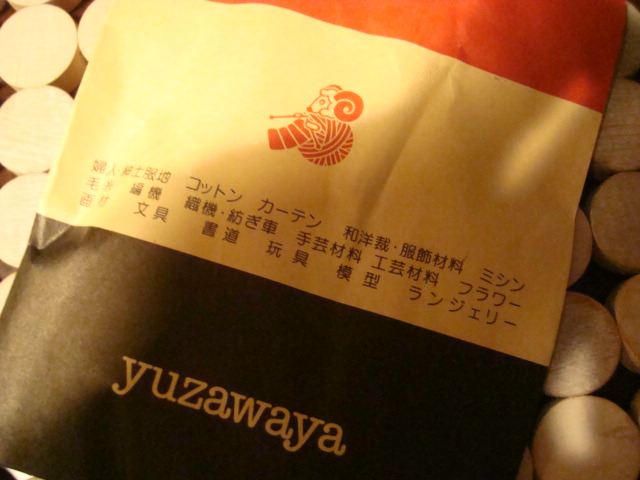 婦人紳士服地 コットン カーテン 和洋裁・服飾材料 ミシン
毛糸 編機 織機・紡ぎ車 手芸材料 工芸材料 フラワー
画材 文具 書道 玩具 模型 ランジェリー
yuzawaya